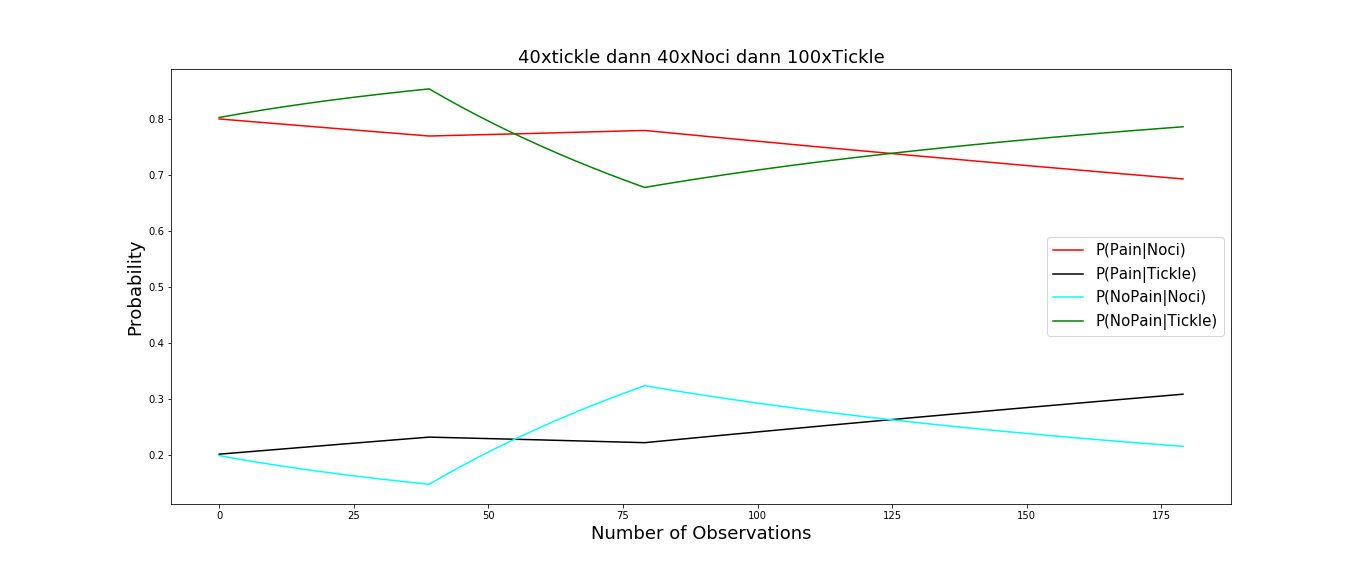 40xtickle dann 40xNoci dann 100xTickle
Probability
0.8
0.7
0.6
0.5
0.4
0.3
0.2
P(Pain|Noci)
P(Pain|Tickle)
P(NoPain|Noci)
P(NoPain|Tickle)
0 25 50 75 100 125 150 175
Number of Observations